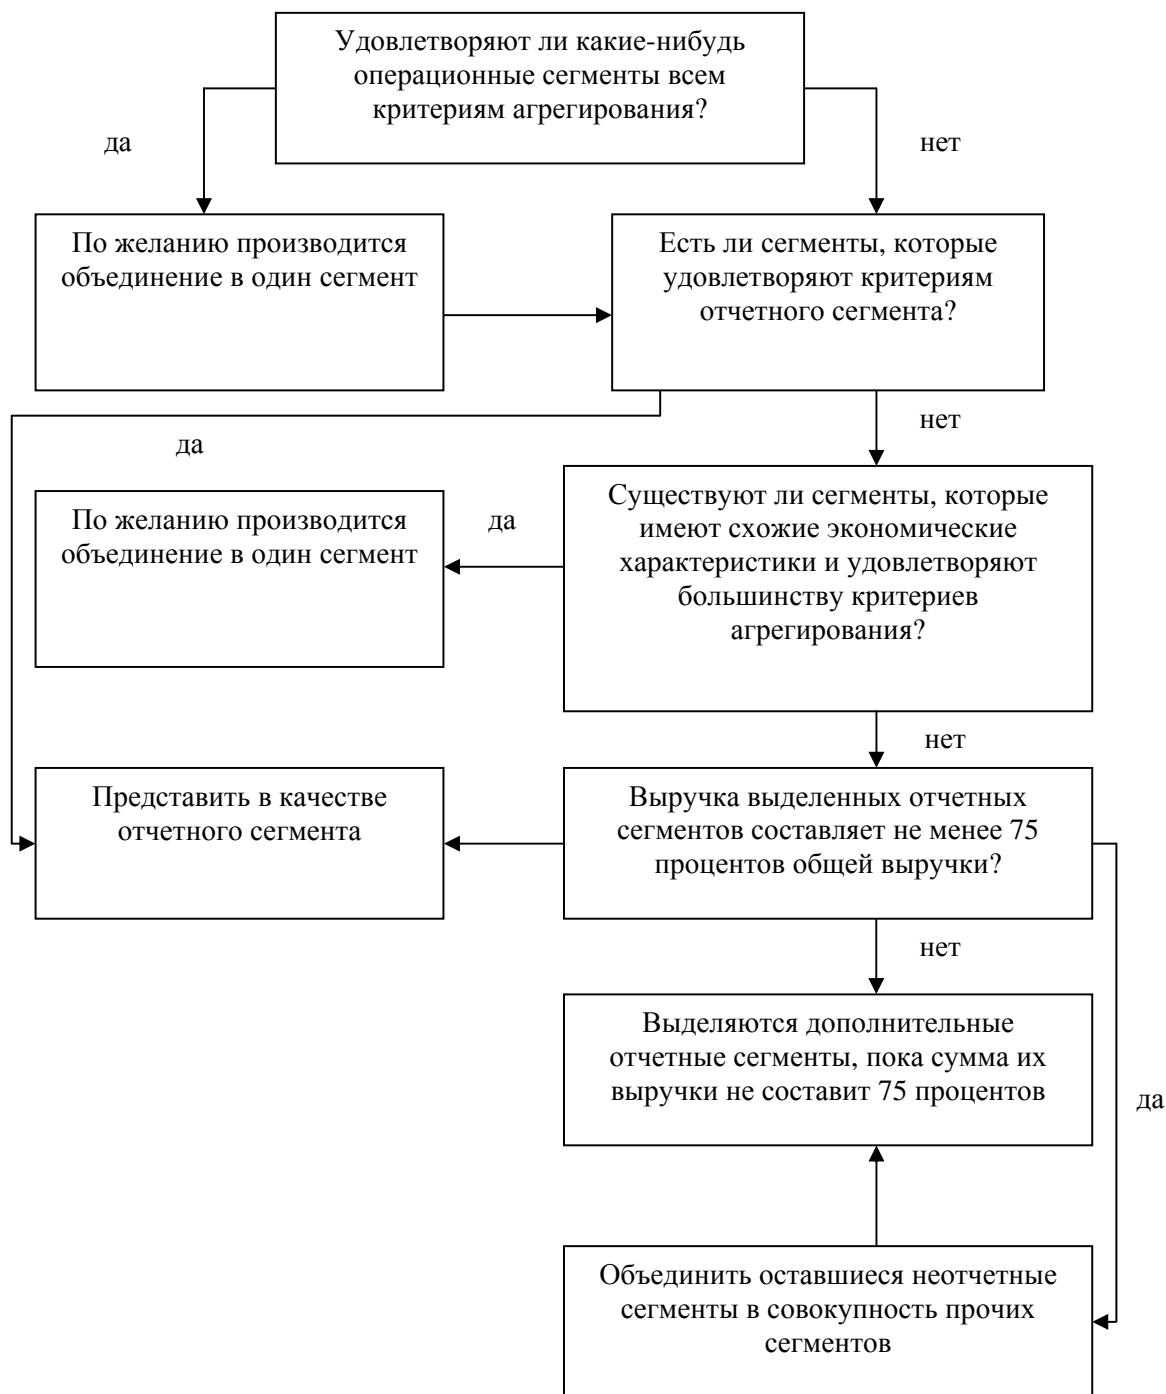 Удовлетворяют ли какие-нибудь
операционные сегменты всем
критериям агрегирования?
да
нет
По желанию производится
объединение в один сегмент
Есть ли сегменты, которые
удовлетворяют критериям
отчетного сегмента?
да
нет
По желанию производится
объединение в один сегмент
да
Существуют ли сегменты, которые
имеют схожие экономические
характеристики и удовлетворяют
большинству критериев
агрегирования?
нет
Представить в качестве
отчетного сегмента
Выручка выделенных отчетных
сегментов составляет не менее 75
процентов общей выручки?
нет
Выделяются дополнительные
отчетные сегменты, пока сумма их
выручки не составит 75 процентов
да
Объединить оставшиеся неотчетные
сегменты в совокупность прочих
сегментов